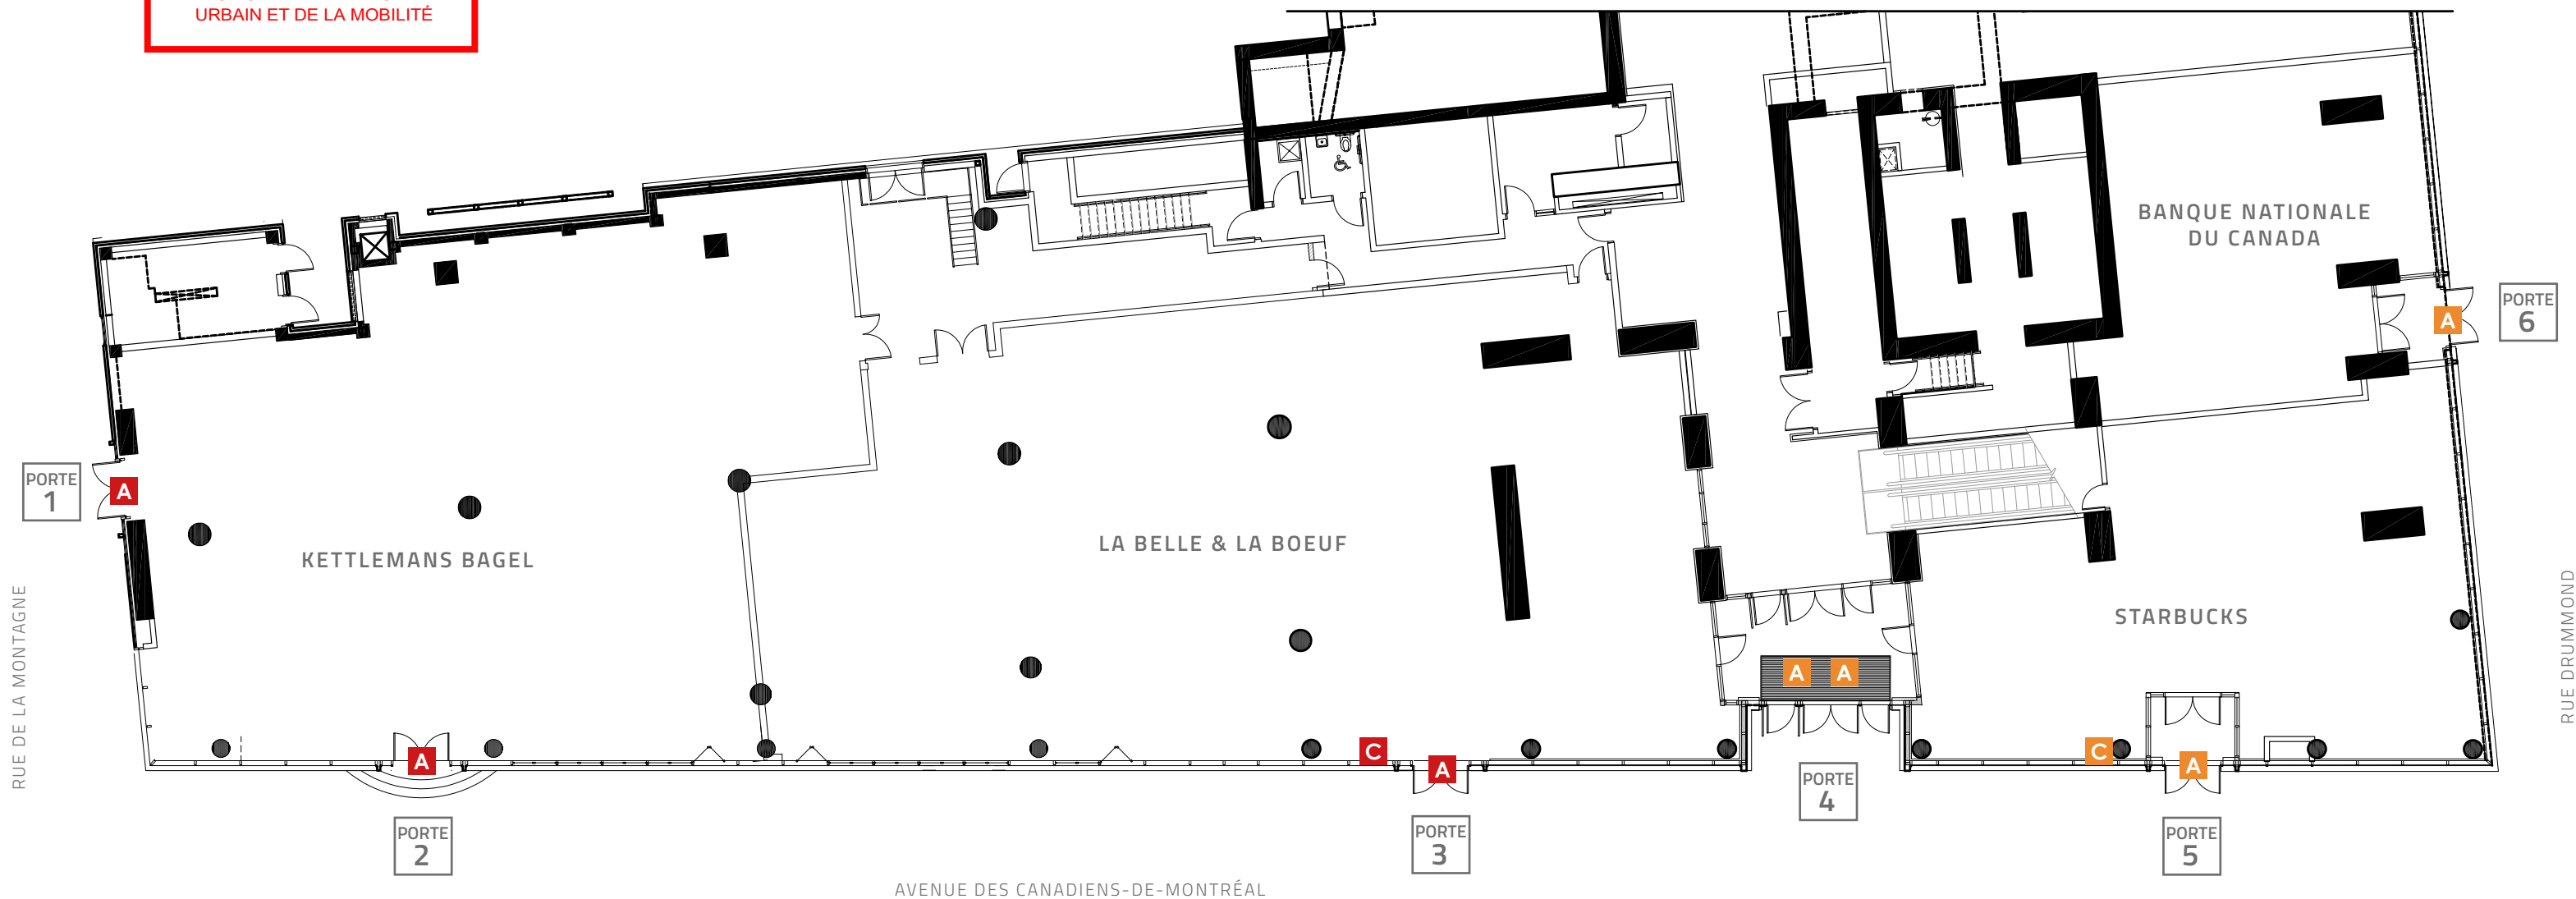 URBAIN ET DE LA MOBILITÉ
BANQUE NATIONALE
DU CANADA
PORTE
6
A
PORTE
1
A
KETTLEMANS BAGEL
LA BELLE & LA BOEUF
STARBUCKS
RUE DE LA MONTAGNE
RUE DRUMMOND
A
A
A
C
A
C
A
PORTE
2
PORTE
3
PORTE
4
PORTE
5
AVENUE DES CANADIENS-DE-MONTRÉAL